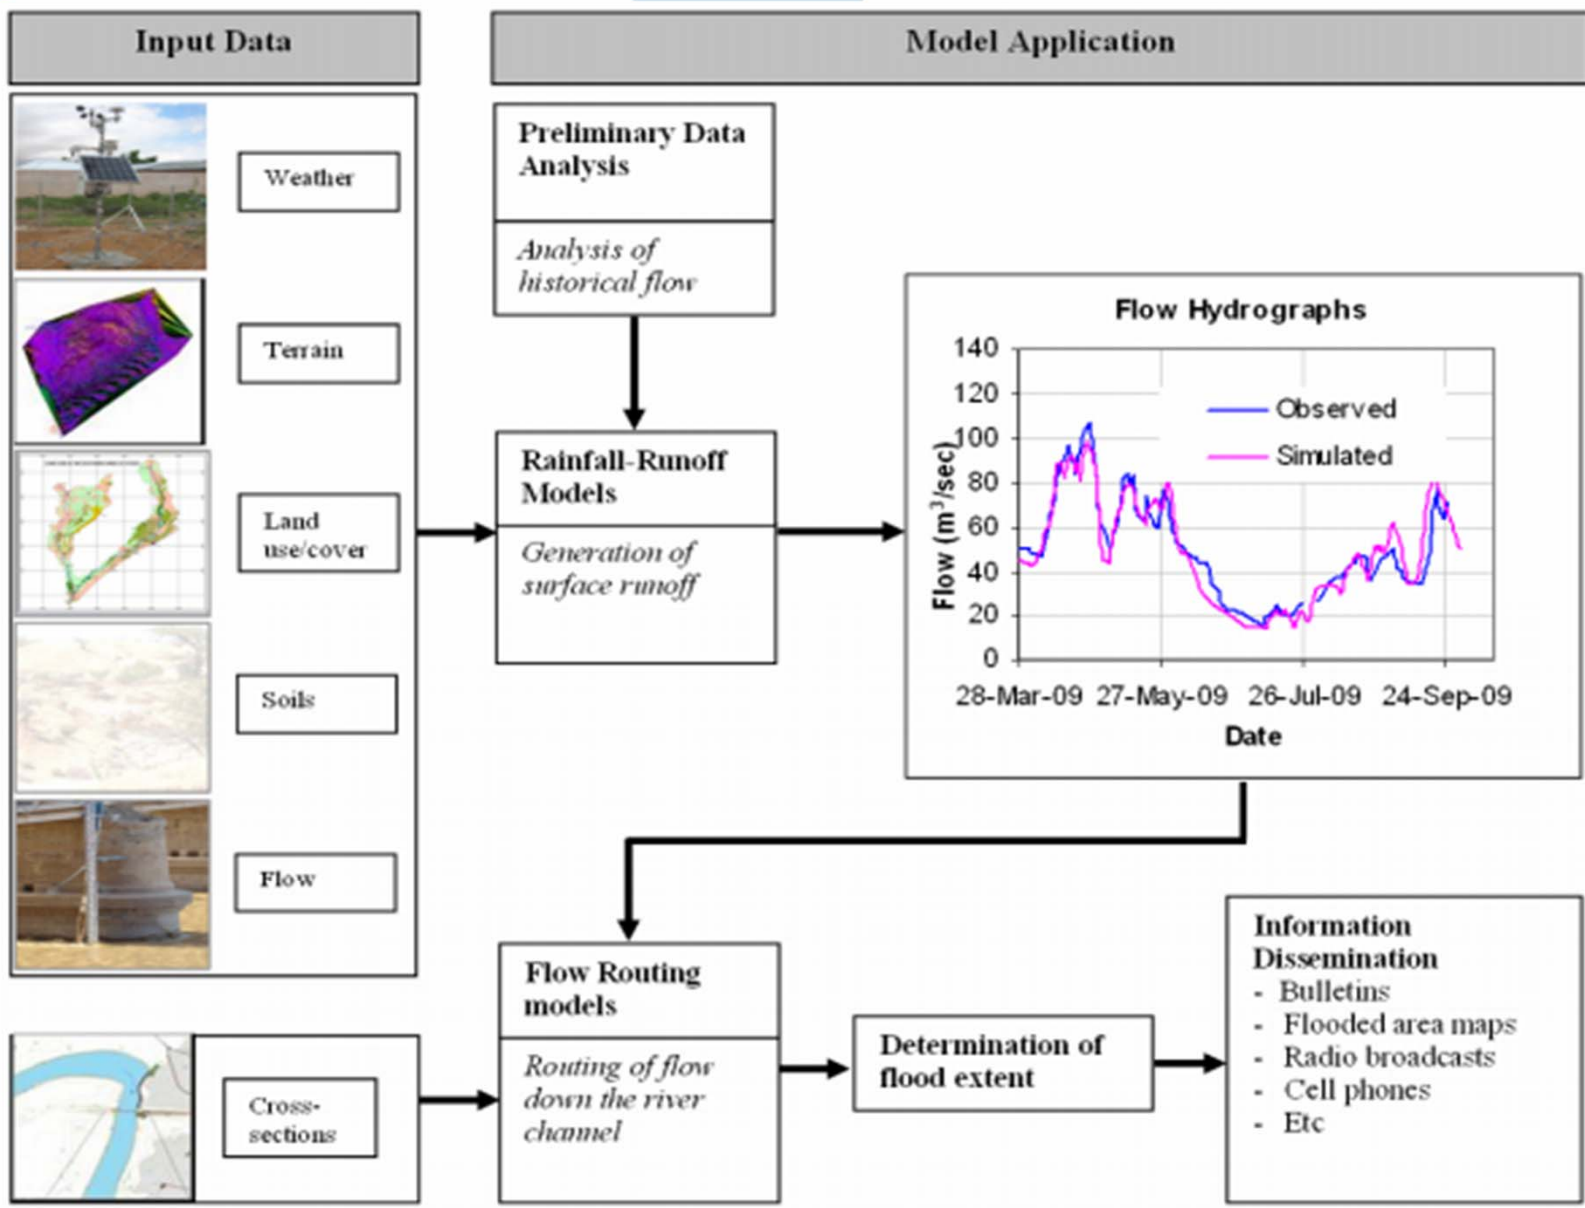 Input Data
Model Application
Weather
Terrain
Land
use/cover
Soils
Flow
Cross-
sections
Preliminary Data
Analysis
Analysis of
historical flow
Rainfall-Runoff
Models
Generation of
surface runoff
Flow Hydrographs
140
120
100
80
60
40
20
0
Flow (m³/sec)
Observed
Simulated
28-Mar-09 27-May-09 26-Jul-09 24-Sep-09
Date
Flow Routing
models
Routing of flow
down the river
channel
Determination of
flood extent
Information
Dissemination
- Bulletins
- Flooded area maps
- Radio broadcasts
- Cell phones
- Etc